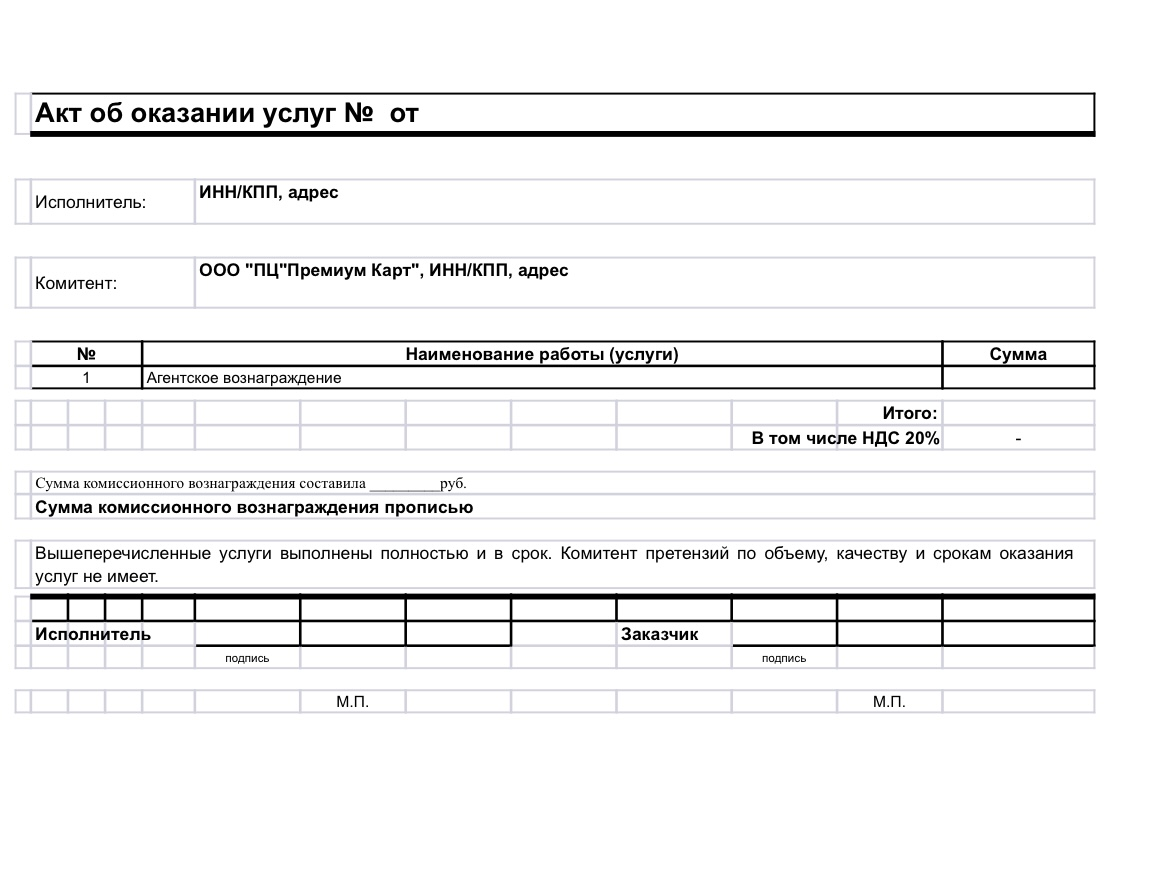 Акт об оказании услуг № от
Исполнитель: ИНН/КПП, адрес
Комитент: ООО "ПЦ"Премиум Карт", ИНН/КПП, адрес
№ Наименование работы (услуги) Сумма
1 Агентское вознаграждение
Итого:
В том числе НДС 20% -
Сумма комиссионного вознаграждения составила _________руб.
Сумма комиссионного вознаграждения прописью
Вышеперечисленные услуги выполнены полностью и в срок. Комитент претензий по объему, качеству и срокам оказания
услуг не имеет.
Исполнитель Заказчик
подпись подпись
М.П. М.П.